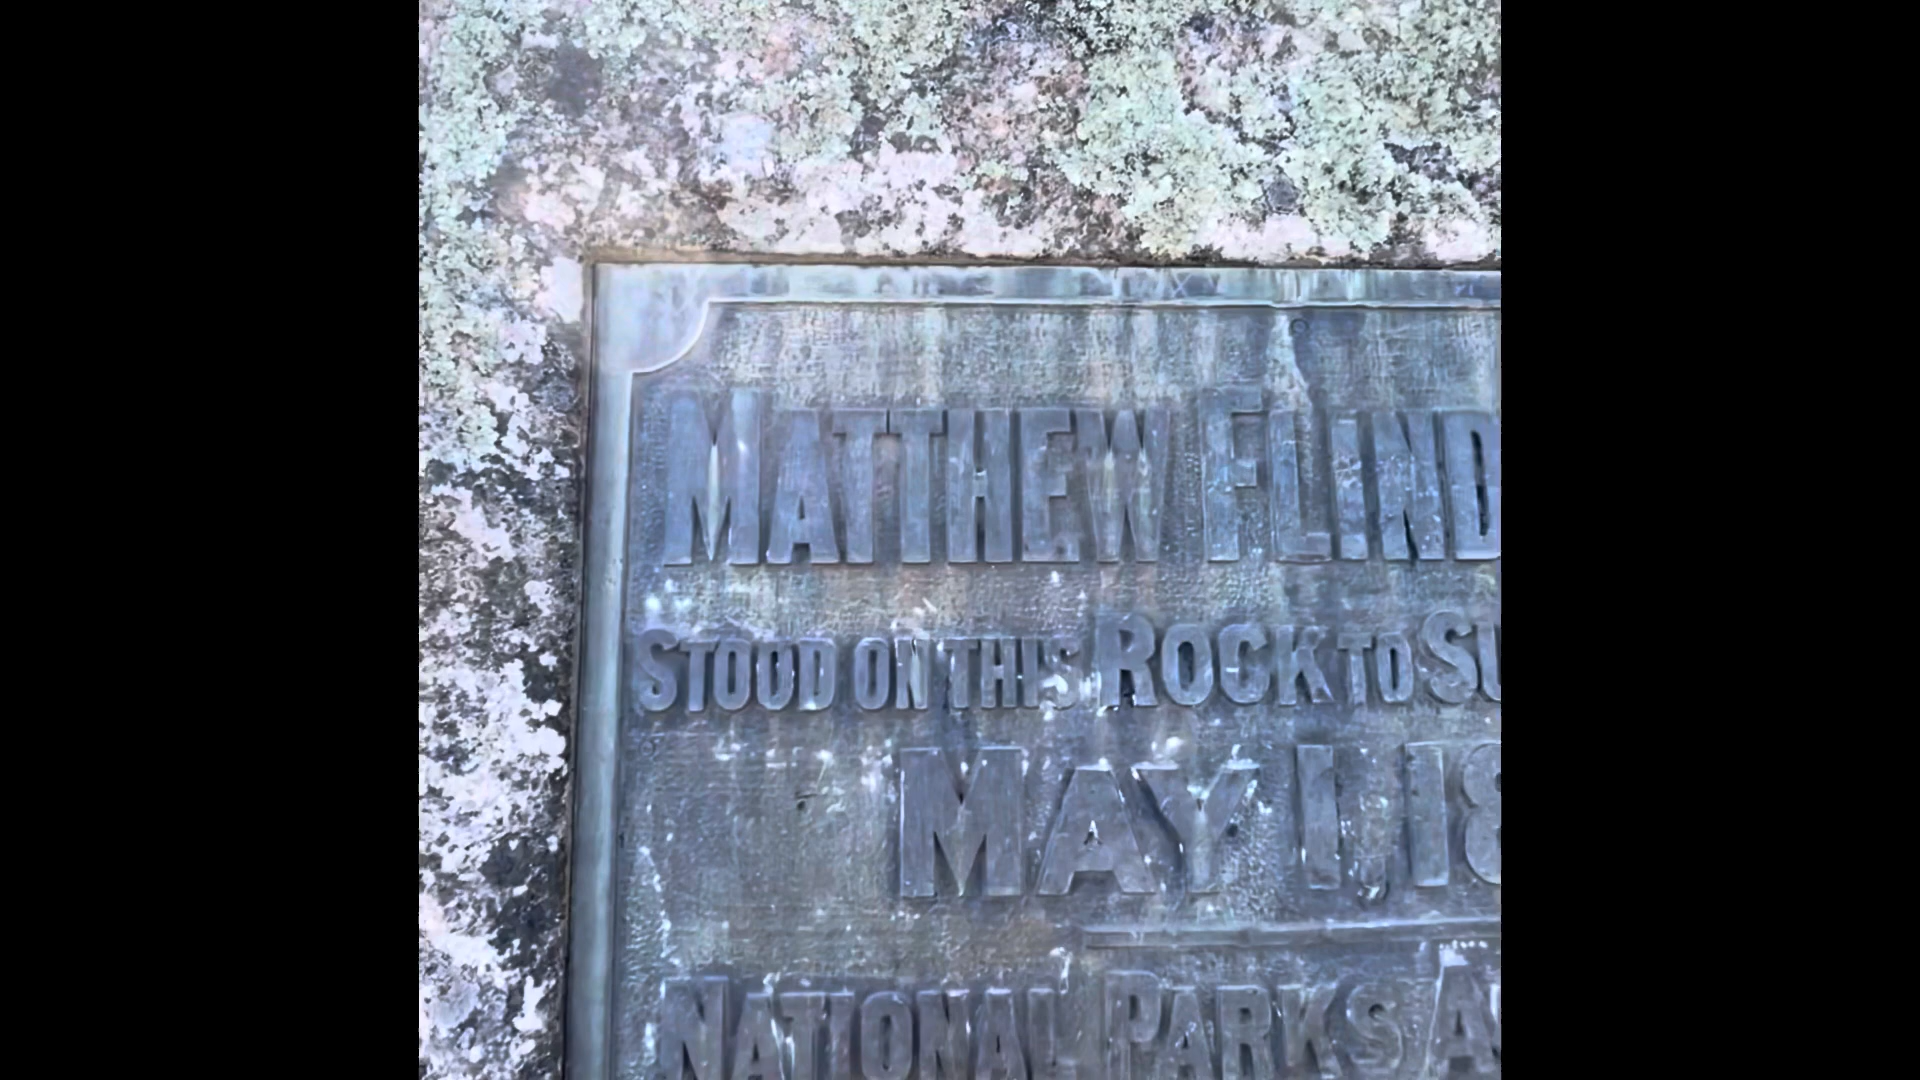 MATTHEW FLIND
STOOD ON THIS ROCK TO SU
MAY 1, 18
NATIONAL PARKS A